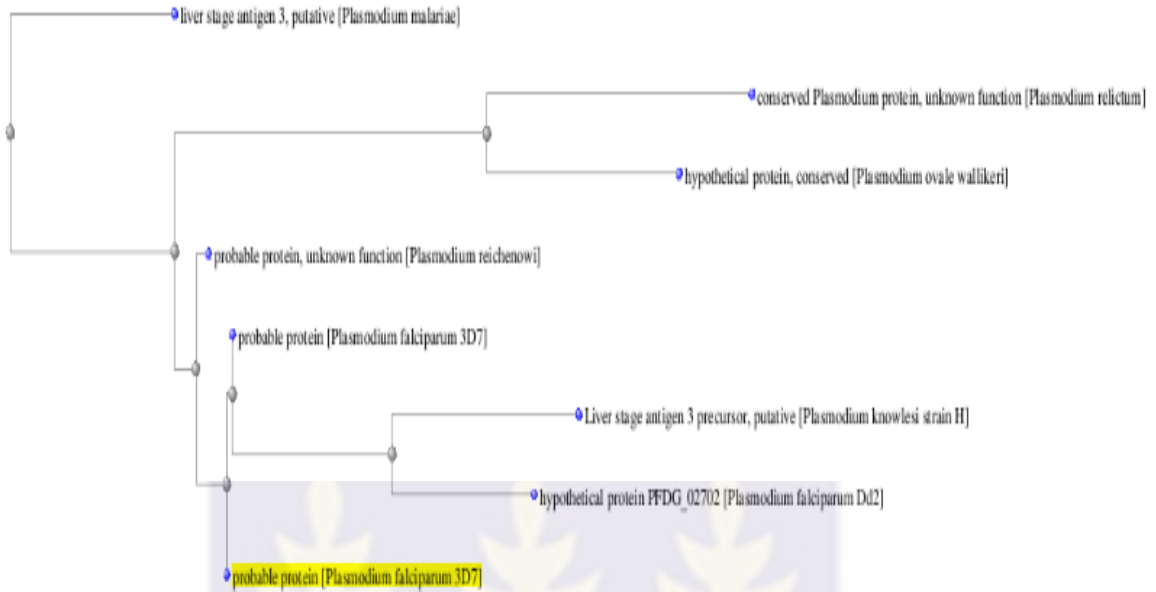 liver stage antigen 3, putative [Plasmodium malariae]
conserved Plasmodium protein, unknown function [Plasmodium relictum]
hypothetical protein, conserved [Plasmodium ovale wallikeri]
probable protein, unknown function [Plasmodium reichenowi]
probable protein [Plasmodium falciparum 3D7]
Liver stage antigen 3 precursor, putative [Plasmodium knowlesi strain H]
hypothetical protein PFDG_02702 [Plasmodium falciparum Dd2]
probable protein [Plasmodium falciparum 3D7]